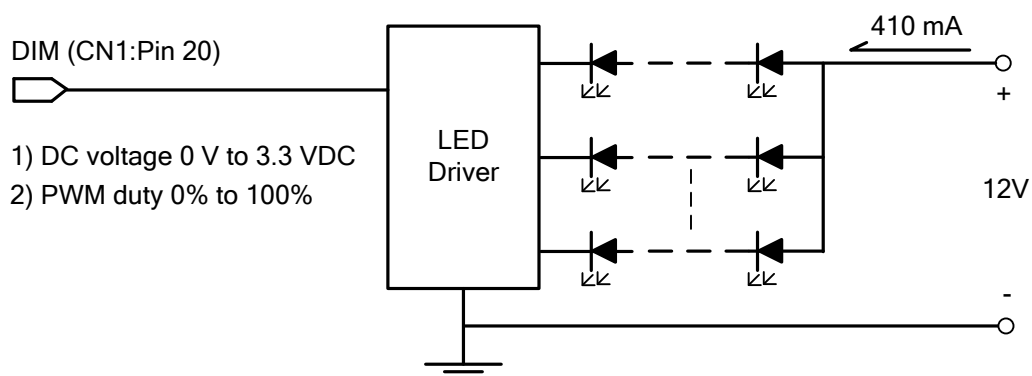 410 mA
DIM (CN1:Pin 20)
+
1) DC voltage 0 V to 3.3 VDC
2) PWM duty 0% to 100%
LED
Driver
12V
-